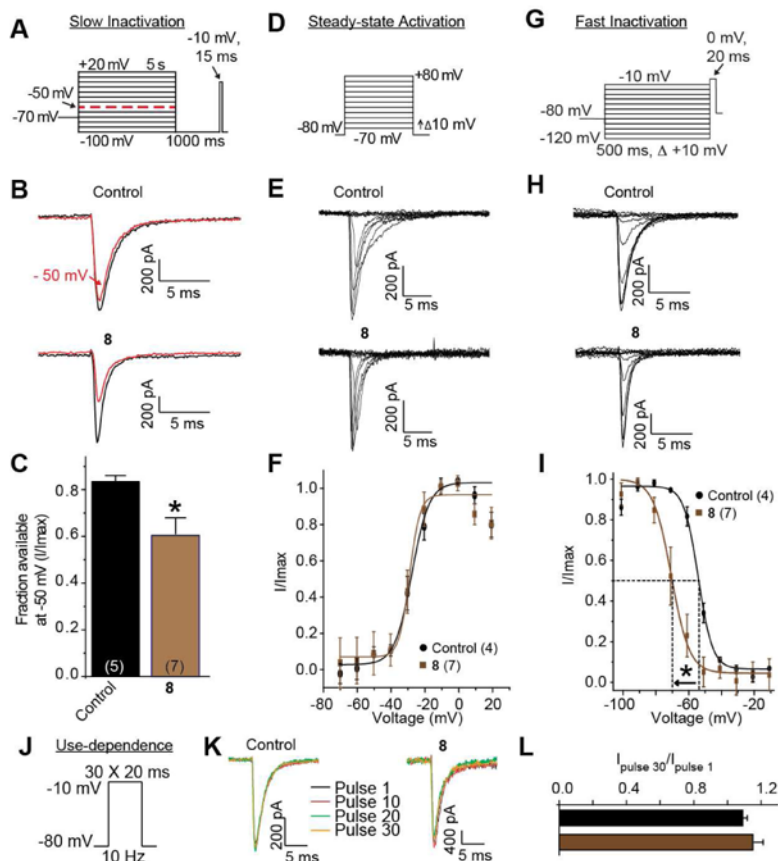 A Slow Inactivation
-10 mV,
15 ms
+20 mV 5 s
-50 mV
-70 mV
-100 mV 1000 ms
D Steady-state Activation
+80 mV
-80 mV
-70 mV
Δ10 mV
G Fast Inactivation
0 mV,
20 ms
-10 mV
-80 mV
-120 mV
500 ms, Δ +10 mV
B Control
- 50 mV
200 pA
5 ms
8
200 pA
5 ms
E Control
200 pA
5 ms
8
200 pA
5 ms
H Control
200 pA
5 ms
8
200 pA
5 ms
C
Fraction available
at -50 mV (I/Imax)
0.8
0.6
0.4
0.2
0.0
*
(5) (7)
Control 8
F
I/Imax
1.0
0.8
0.6
0.4
0.2
0.0
Control (4)
8 (7)
-80 -60 -40 -20 0 20
Voltage (mV)
I
I/Imax
1.0
0.8
0.6
0.4
0.2
0.0
Control (4)
8 (7)
*
-100 -80 -60 -40 -20
Voltage (mV)
J Use-dependence
30 X 20 ms
-10 mV
-80 mV
10 Hz
K Control 8
Pulse 1
Pulse 10
Pulse 20
Pulse 30
200 pA
5 ms
400 pA
5 ms
L
I pulse 30/I pulse 1
0.0 0.6 1.2